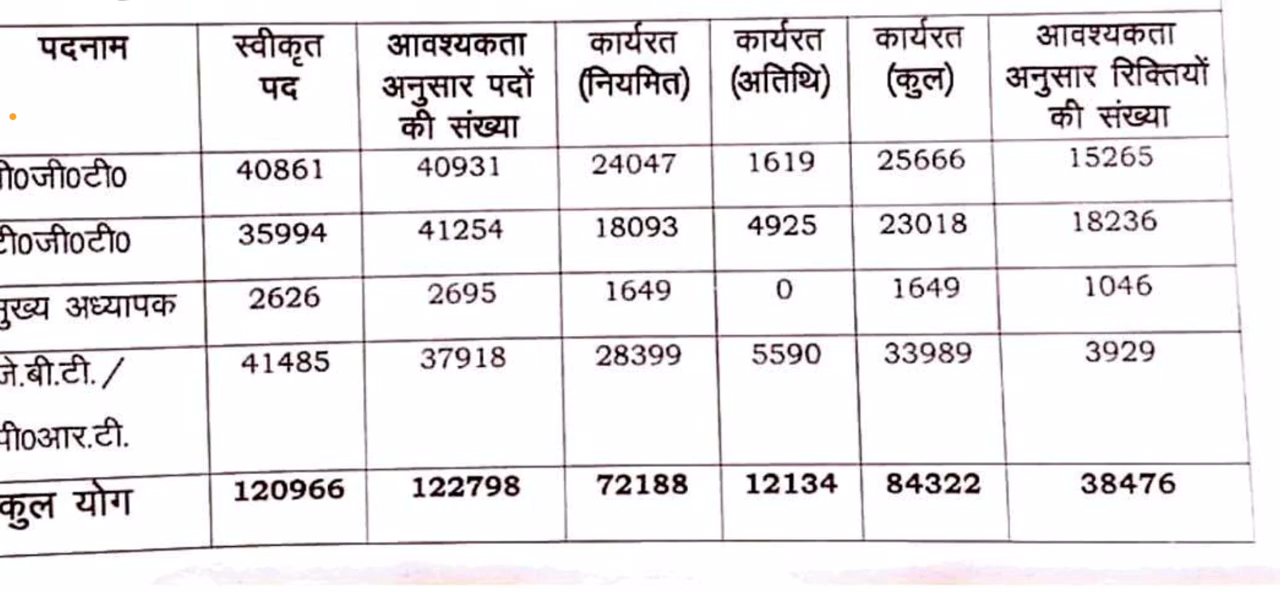 पदनाम स्वीकृत पद आवश्यकता अनुसार पदों की संख्या कार्यरत (नियमित) कार्यरत (अतिथि) कार्यरत (कुल) आवश्यकता अनुसार रिक्तियों की संख्या
पी0जी0टी0 40861 40931 24047 1619 25666 15265
टी0जी0टी0 35994 41254 18093 4925 23018 18236
मुख्य अध्यापक 2626 2695 1649 0 1649 1046
जे.बी.टी./ 41485 37918 28399 5590 33989 3929
पी0आर.टी.
कुल योग 120966 122798 72188 12134 84322 38476